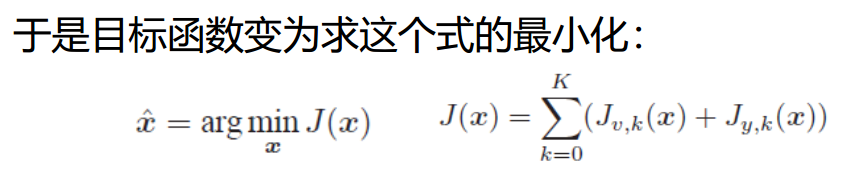 于是目标函数变为求这个式的最小化：
x̂ = arg min_x J(x)    J(x) = ∑_{k=0}^{K} (J_{v,k}(x) + J_{y,k}(x))